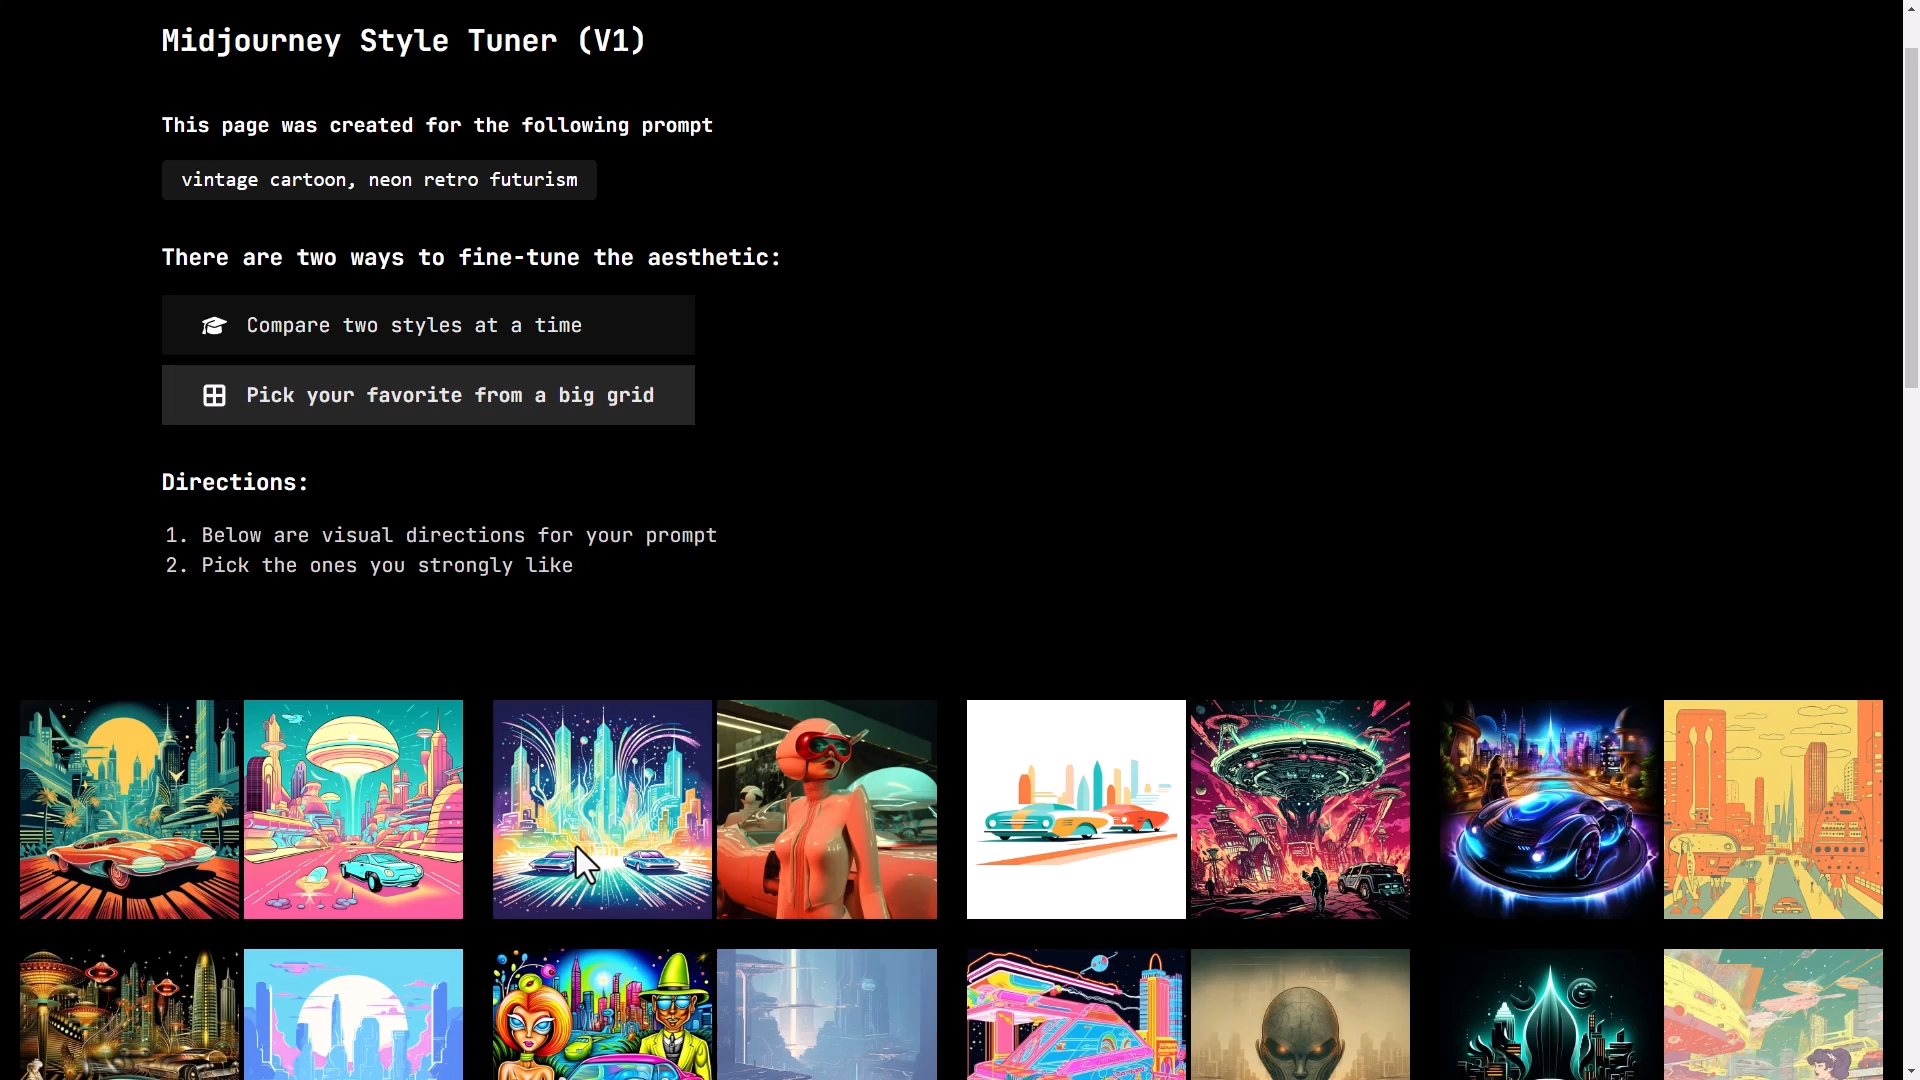 Midjourney Style Tuner (V1)
This page was created for the following prompt
vintage cartoon, neon retro futurism
There are two ways to fine-tune the aesthetic:
Compare two styles at a time
Pick your favorite from a big grid
Directions:
1. Below are visual directions for your prompt
2. Pick the ones you strongly like